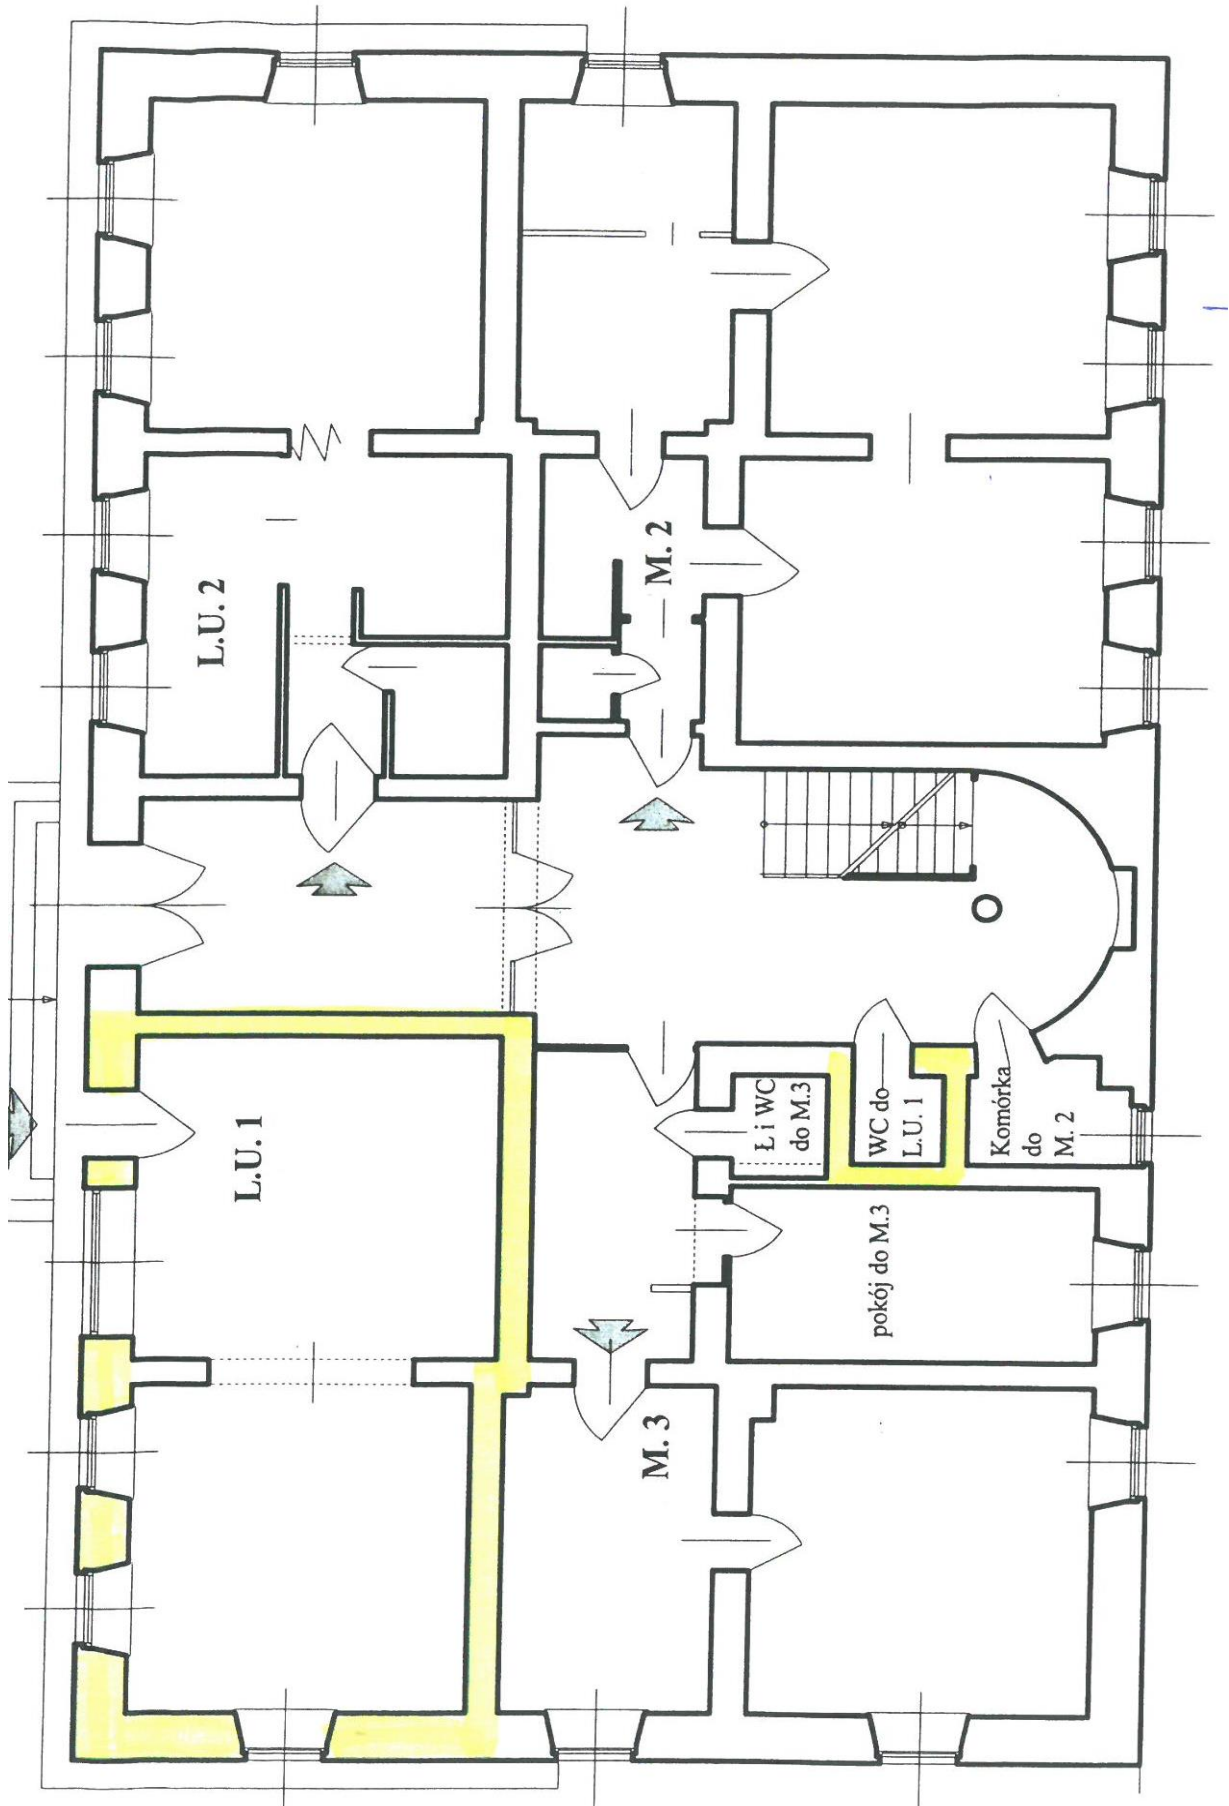 L.U. 2
M. 2
L.U. 1
Ł i WC
do M.3
WC do
L.U. 1
Komórka
do
M. 2
pokój do M.3
M. 3